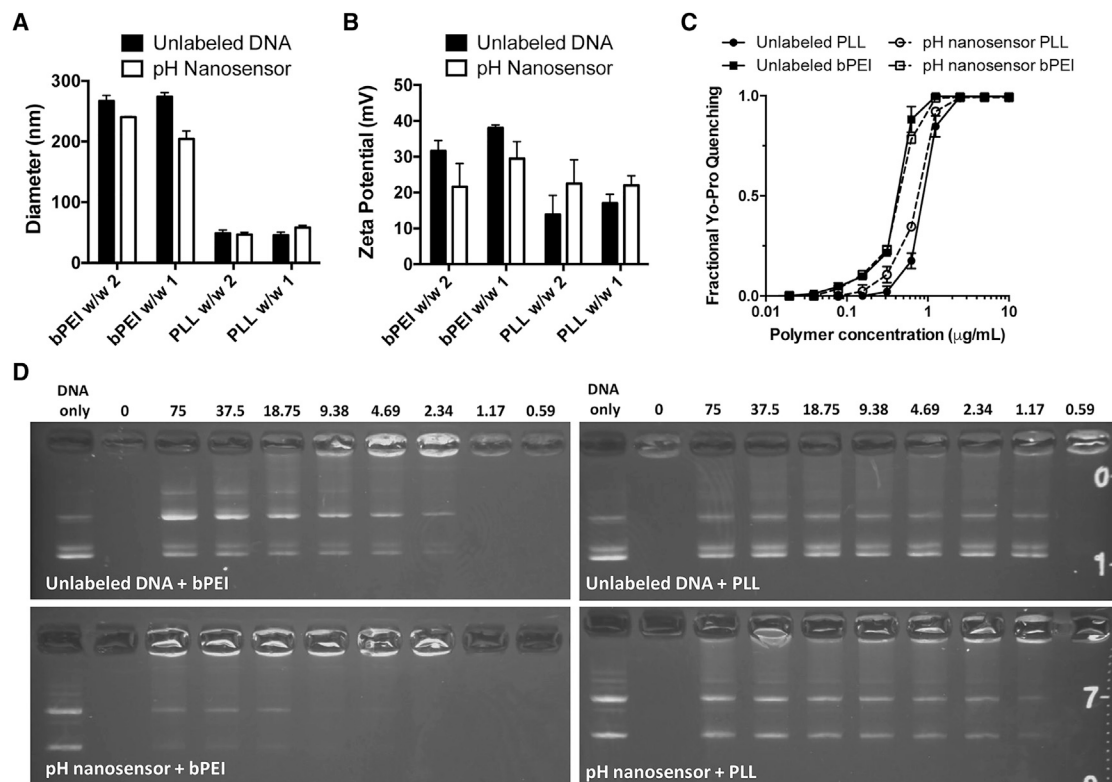 A
Unlabeled DNA
pH Nanosensor
Diameter (nm)
300
200
100
0
bPEI w/w 2
bPEI w/w 1
PLL w/w 2
PLL w/w 1
B
Unlabeled DNA
pH Nanosensor
Zeta Potential (mV)
50
40
30
20
10
0
bPEI w/w 2
bPEI w/w 1
PLL w/w 2
PLL w/w 1
C
Unlabeled PLL
pH nanosensor PLL
Unlabeled bPEI
pH nanosensor bPEI
Fractional Yo-Pro Quenching
1.0
0.5
0.0
0.01 0.1 1 10
Polymer concentration (μg/mL)
D
DNA only 0 75 37.5 18.75 9.38 4.69 2.34 1.17 0.59
DNA only 0 75 37.5 18.75 9.38 4.69 2.34 1.17 0.59
Unlabeled DNA + bPEI
0
1
Unlabeled DNA + PLL
pH nanosensor + bPEI
7
pH nanosensor + PLL